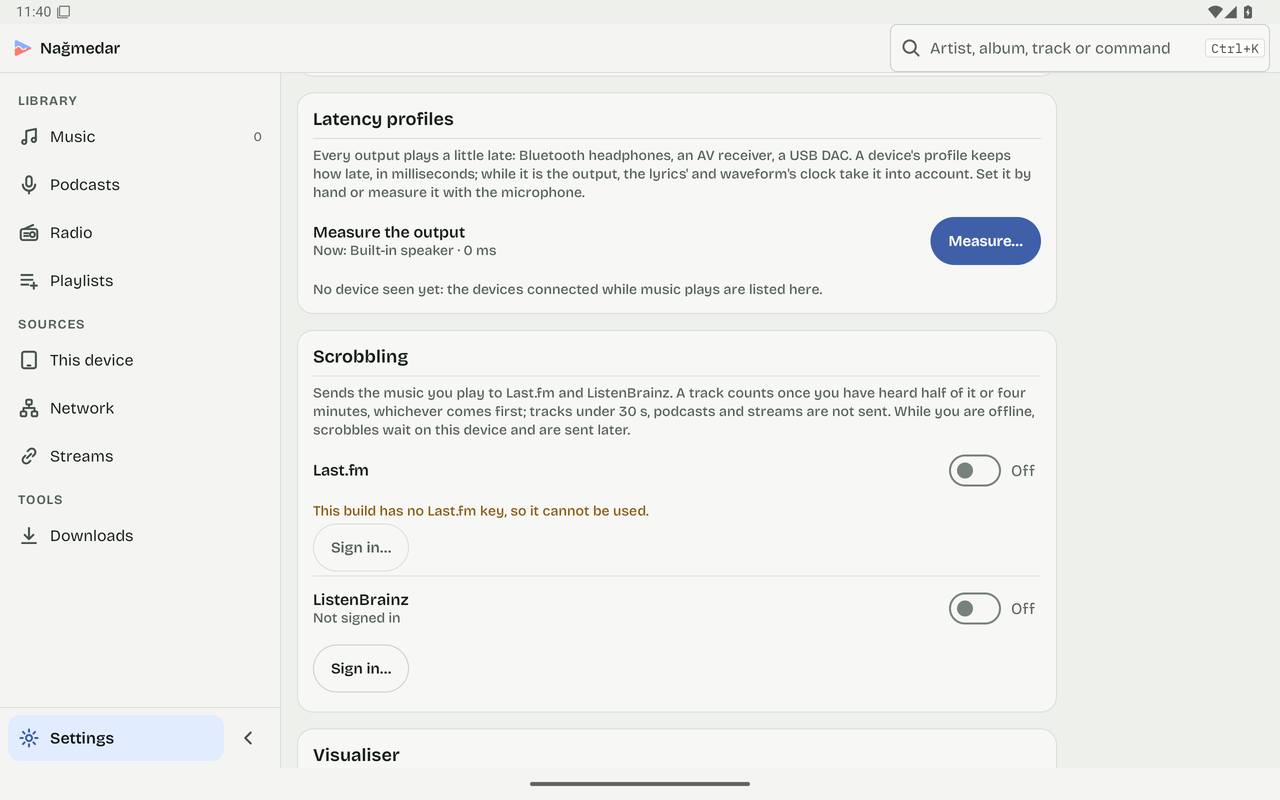 11:40
Nağmedar
Artist, album, track or command
Ctrl+K
LIBRARY
Music
0
Podcasts
Radio
Playlists
SOURCES
This device
Network
Streams
TOOLS
Downloads
Settings
Latency profiles
Every output plays a little late: Bluetooth headphones, an AV receiver, a USB DAC. A device's profile keeps
how late, in milliseconds; while it is the output, the lyrics' and waveform's clock take it into account. Set it by
hand or measure it with the microphone.
Measure the output
Now: Built-in speaker · 0 ms
Measure...
No device seen yet: the devices connected while music plays are listed here.
Scrobbling
Sends the music you play to Last.fm and ListenBrainz. A track counts once you have heard half of it or four
minutes, whichever comes first; tracks under 30 s, podcasts and streams are not sent. While you are offline,
scrobbles wait on this device and are sent later.
Last.fm
Off
This build has no Last.fm key, so it cannot be used.
Sign in...
ListenBrainz
Not signed in
Off
Sign in...
Visualiser